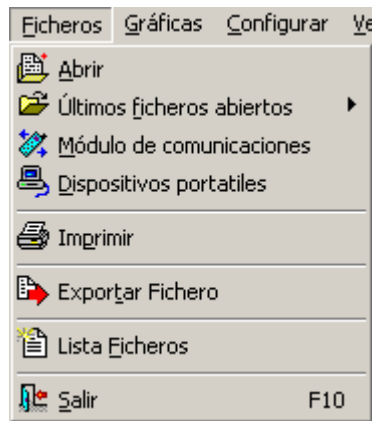 Ficheros Gráficas Configurar
Abrir
Últimos ficheros abiertos
Módulo de comunicaciones
Dispositivos portatiles
Imprimir
Exportar Fichero
Lista Ficheros
Salir F10